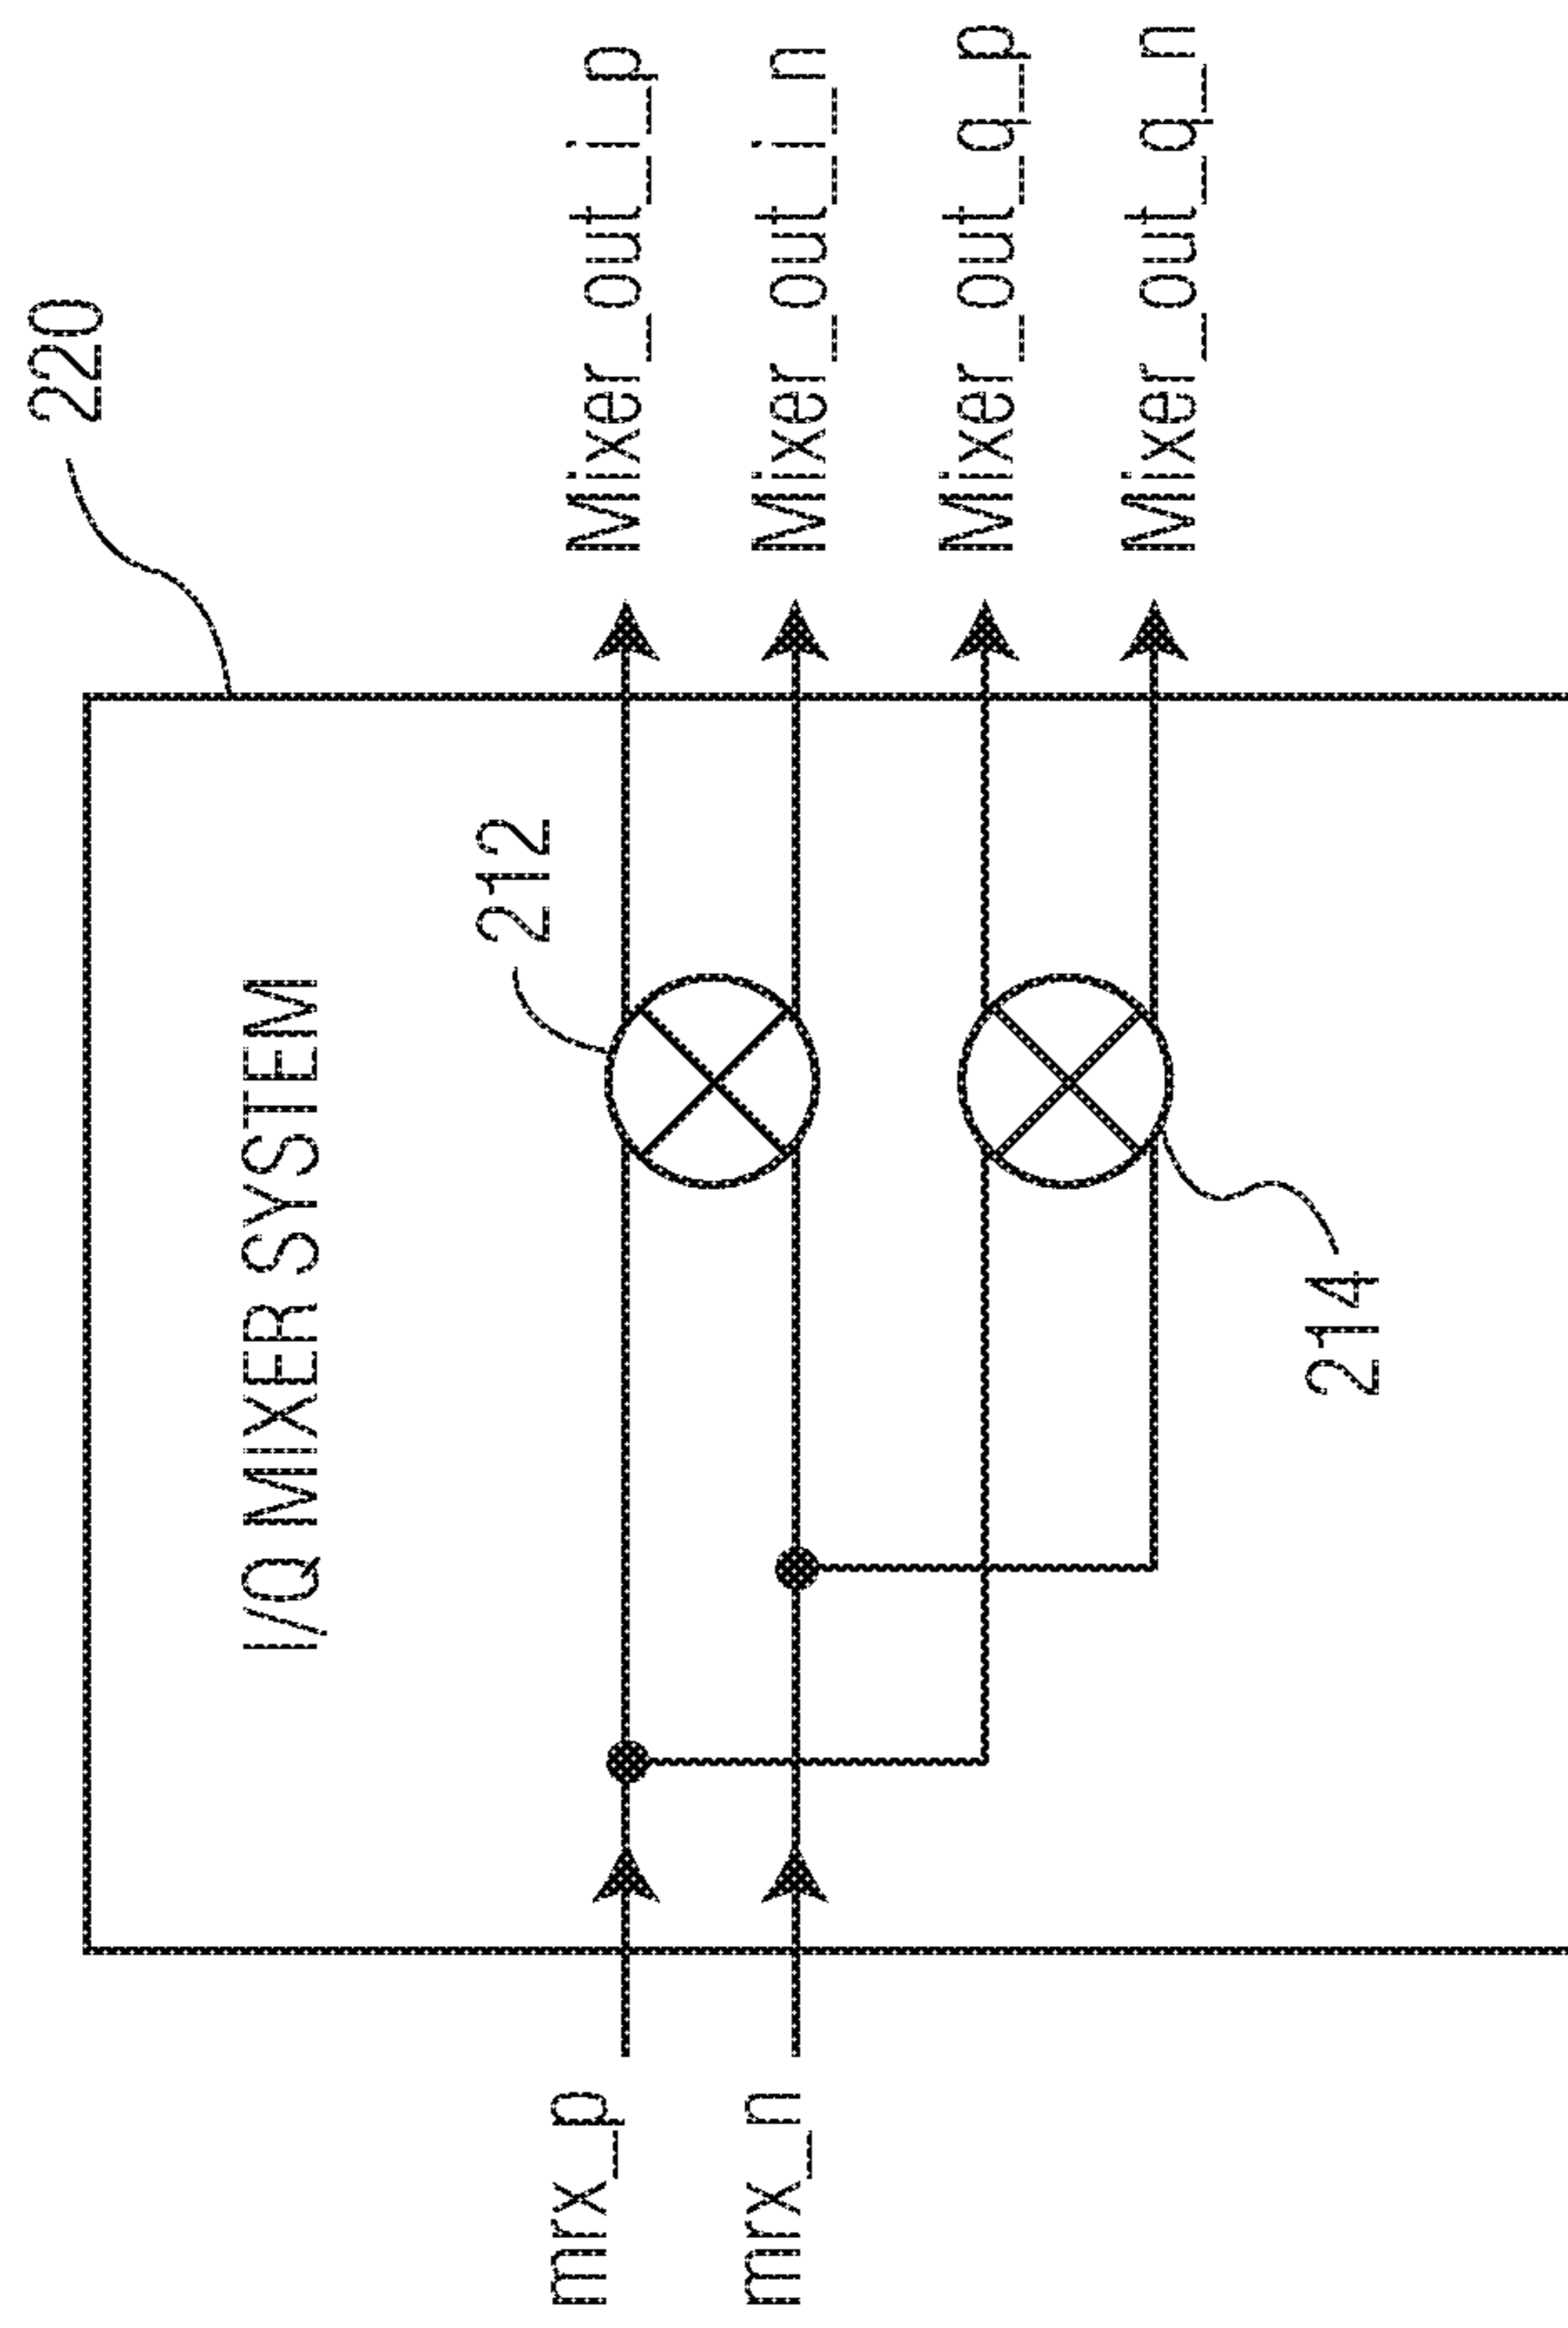 220
I/Q MIXER SYSTEM
212
Mixer_out_i_p
Mixer_out_i_n
Mixer_out_q_p
Mixer_out_q_n
mrx_p
mrx_n
214